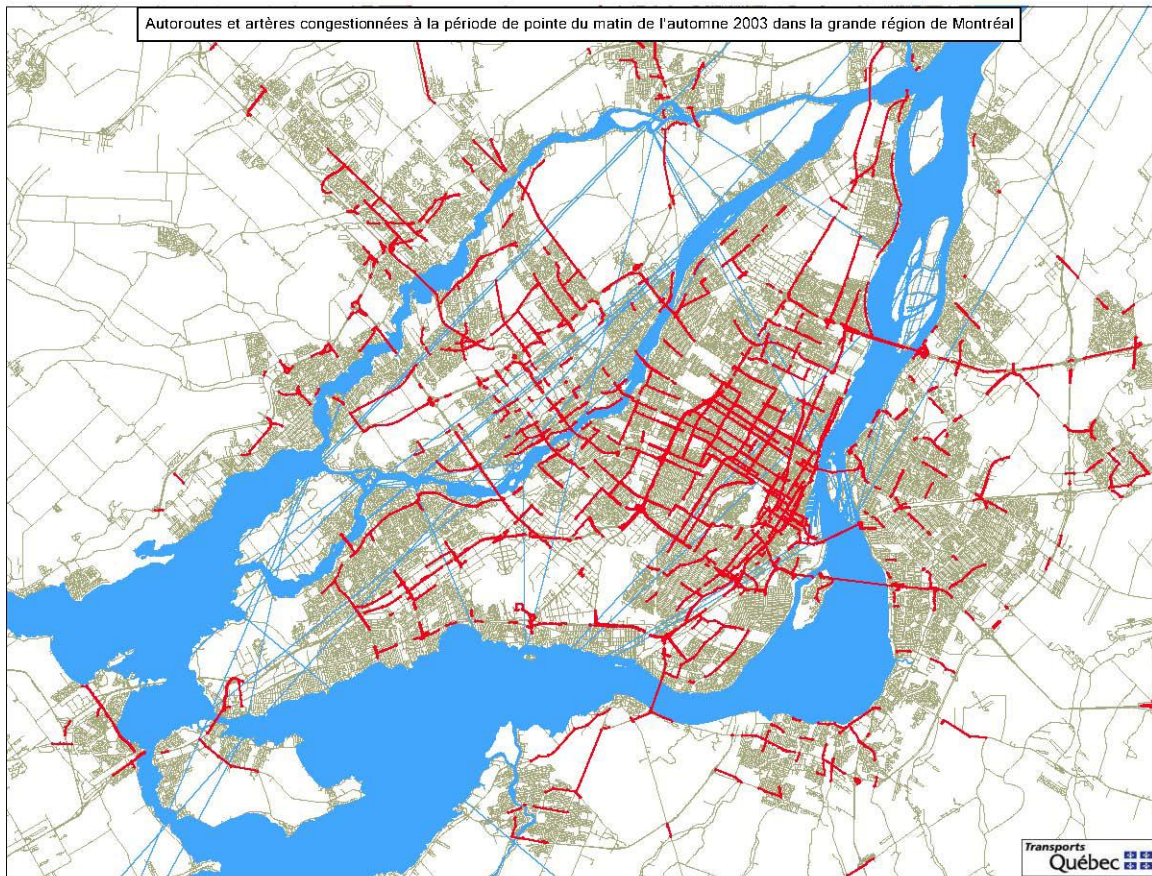 Autoroutes et artères congestionnées à la période de pointe du matin de l'automne 2003 dans la grande région de Montréal
Transports
Québec